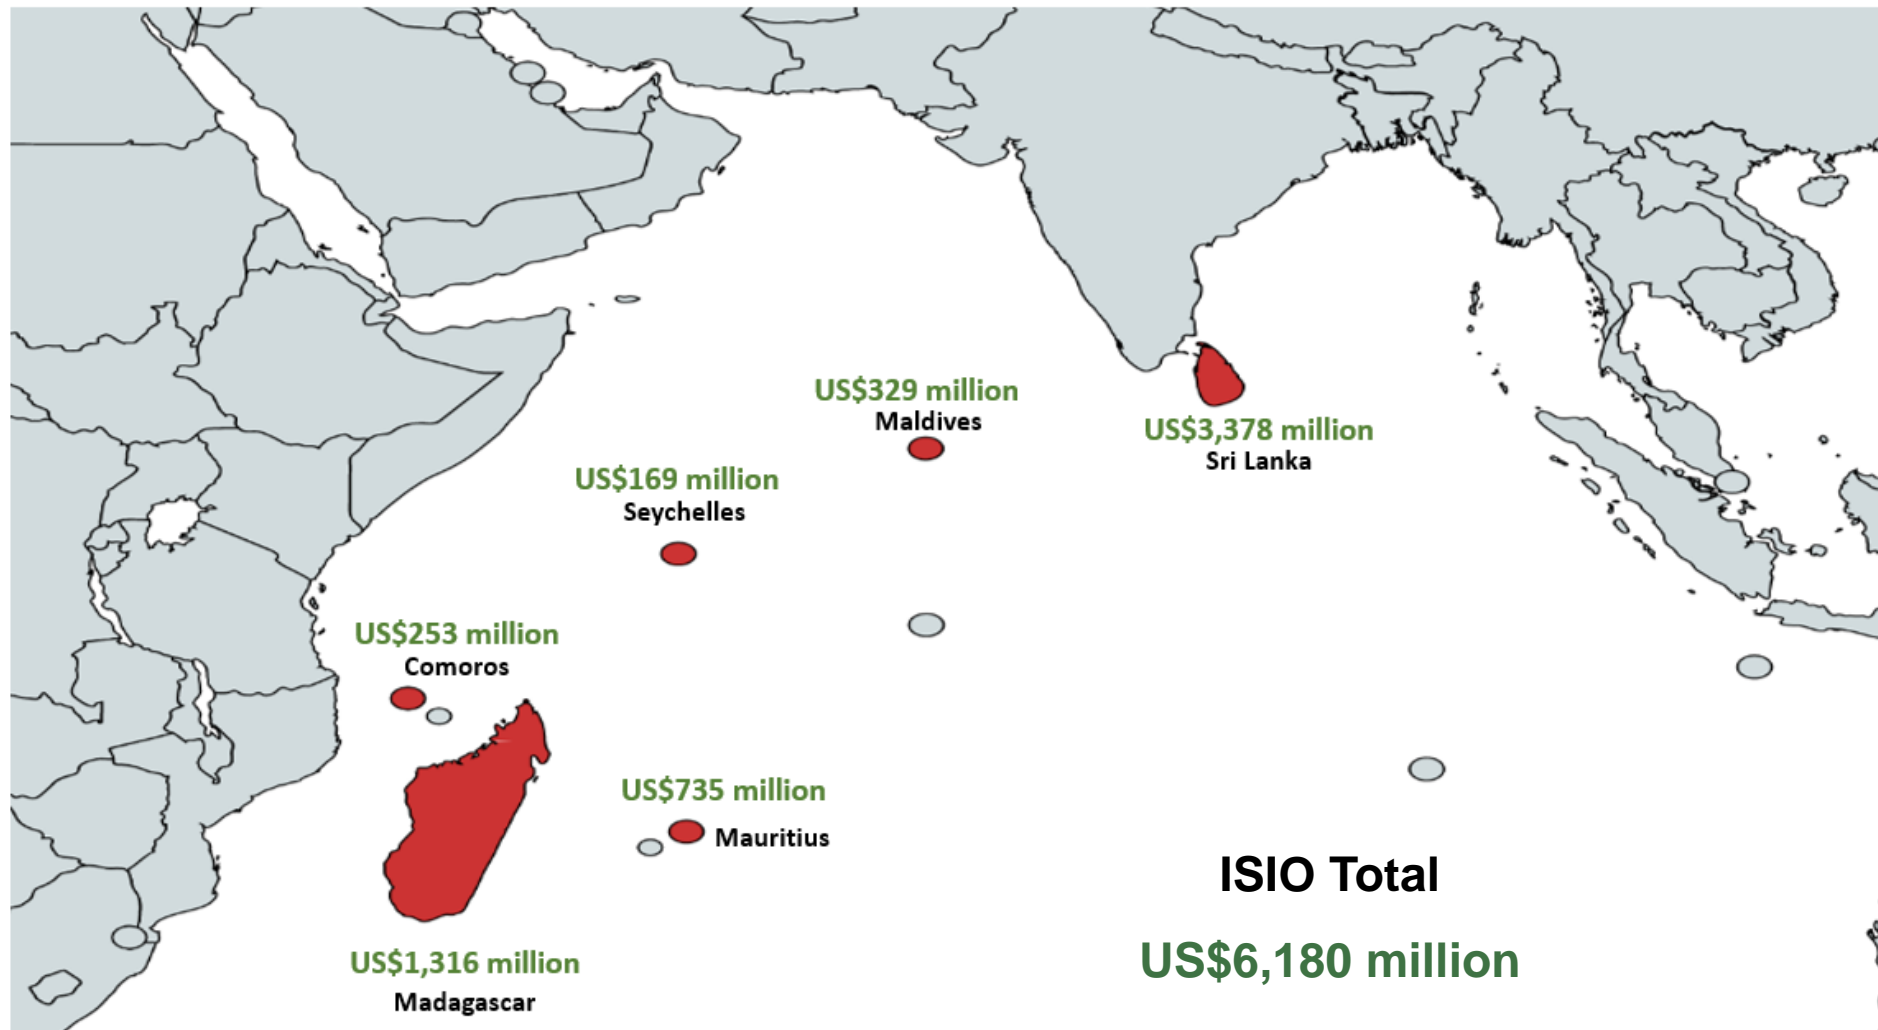 US$329 million
Maldives
US$3,378 million
Sri Lanka
US$169 million
Seychelles
US$253 million
Comoros
US$735 million
Mauritius
ISIO Total
US$6,180 million
US$1,316 million
Madagascar